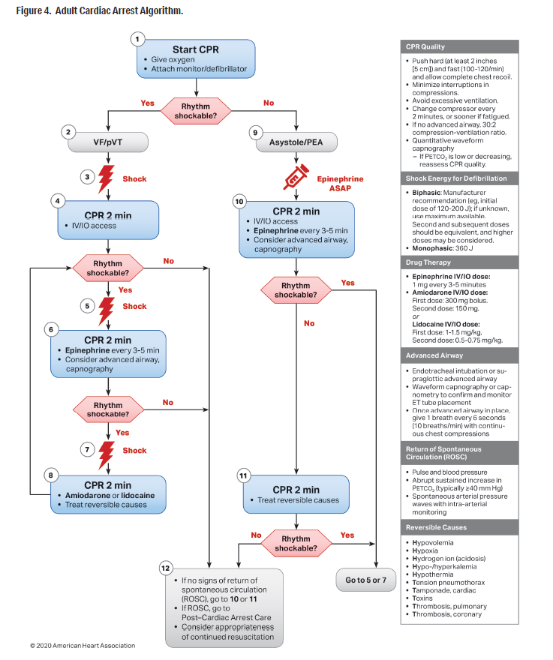 Figure 4. Adult Cardiac Arrest Algorithm.
1
Start CPR
• Give oxygen
• Attach monitor/defibrillator
Rhythm
shockable?
Yes
No
2
VF/pVT
9
Asystole/PEA
3
Shock
Epinephrine
ASAP
4
CPR 2 min
• IV/IO access
10
CPR 2 min
• IV/IO access
• Epinephrine every 3-5 min
• Consider advanced airway,
capnography
Rhythm
shockable?
No
Yes
Rhythm
shockable?
Yes
No
5
Shock
6
CPR 2 min
• Epinephrine every 3-5 min
• Consider advanced airway,
capnography
Rhythm
shockable?
No
Yes
7
Shock
8
CPR 2 min
• Amiodarone or lidocaine
• Treat reversible causes
11
CPR 2 min
• Treat reversible causes
Rhythm
shockable?
No
Yes
12
• If no signs of return of
spontaneous circulation
(ROSC), go to 10 or 11
• If ROSC, go to
Post–Cardiac Arrest Care
• Consider appropriateness
of continued resuscitation
Go to 5 or 7
CPR Quality
• Push hard (at least 2 inches
[5 cm]) and fast (100-120/min)
and allow complete chest recoil.
• Minimize interruptions in
compressions.
• Avoid excessive ventilation.
• Change compressor every
2 minutes, or sooner if fatigued.
• If no advanced airway, 30:2
compression-ventilation ratio.
• Quantitative waveform
capnography
– If PETCO₂ is low or decreasing,
reassess CPR quality.
Shock Energy for Defibrillation
• Biphasic: Manufacturer
recommendation (eg, initial
dose of 120-200 J); if unknown,
use maximum available.
Second and subsequent doses
should be equivalent, and higher
doses may be considered.
• Monophasic: 360 J
Drug Therapy
• Epinephrine IV/IO dose:
1 mg every 3-5 minutes
• Amiodarone IV/IO dose:
First dose: 300 mg bolus.
Second dose: 150 mg.
or
Lidocaine IV/IO dose:
First dose: 1-1.5 mg/kg.
Second dose: 0.5-0.75 mg/kg.
Advanced Airway
• Endotracheal intubation or su-
praglottic advanced airway
• Waveform capnography or cap-
nometry to confirm and monitor
ET tube placement
• Once advanced airway in place,
give 1 breath every 6 seconds
(10 breaths/min) with continu-
ous chest compressions
Return of Spontaneous
Circulation (ROSC)
• Pulse and blood pressure
• Abrupt sustained increase in
PETCO₂ (typically ≥40 mm Hg)
• Spontaneous arterial pressure
waves with intra-arterial
monitoring
Reversible Causes
• Hypovolemia
• Hypoxia
• Hydrogen ion (acidosis)
• Hypo-/hyperkalemia
• Hypothermia
• Tension pneumothorax
• Tamponade, cardiac
• Toxins
• Thrombosis, pulmonary
• Thrombosis, coronary
© 2020 American Heart Association